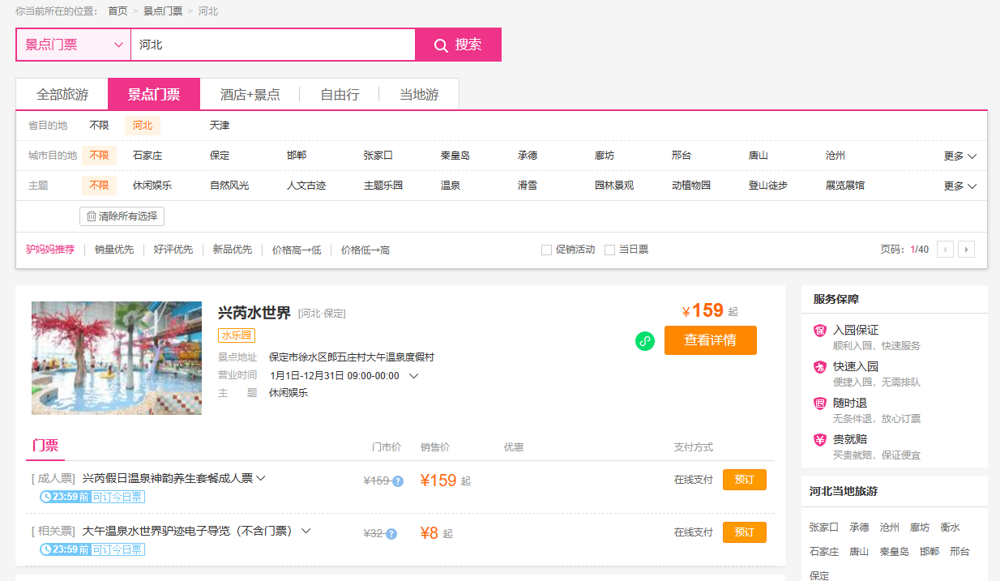 你当前所在的位置： 首页 > 景点门票 > 河北
景点门票 河北 搜索
全部旅游 景点门票 酒店+景点 自由行 当地游
省目的地 不限 河北 天津
城市目的地 不限 石家庄 保定 邯郸 张家口 秦皇岛 承德 廊坊 邢台 唐山 沧州 更多
主题 不限 休闲娱乐 自然风光 人文古迹 主题乐园 温泉 滑雪 园林景观 动植物园 登山徒步 展览展馆 更多
清除所有选择
驴妈妈推荐 销量优先 好评优先 新品优先 价格高→低 价格低→高 促销活动 当日票 页码：1/40
兴芮水世界 [河北·保定]
水乐园
景点地址 保定市徐水区郎五庄村大午温泉度假村
营业时间 1月1日-12月31日 09:00-00:00
主 题 休闲娱乐
¥159 起
查看详情
门票 门市价 销售价 优惠 支付方式
[ 成人票] 兴芮假日温泉神韵养生套餐成人票 ¥159 ? ¥159 起 在线支付 预订
23:59前 可订今日票
[ 相关票] 大午温泉水世界驴迹电子导览（不含门票） ¥32 ? ¥8 起 在线支付 预订
23:59前 可订今日票
服务保障
保 入园保证
顺利入园，快速服务
快速入园
便捷入园，无需排队
退 随时退
无条件退，放心订票
¥ 贵就赔
买贵就赔，保证便宜
河北当地旅游
张家口 承德 沧州 廊坊 衡水
石家庄 唐山 秦皇岛 邯郸 邢台
保定